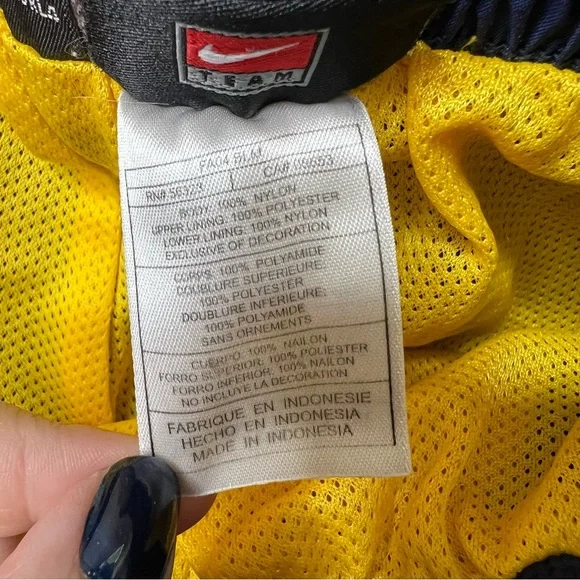 TEAM
FA04 BLM
RN# 56323 CA# 05553
BODY: 100% NYLON
UPPER LINING: 100% POLYESTER
LOWER LINING: 100% NYLON
EXCLUSIVE OF DECORATION
CORPS: 100% POLYAMIDE
DOUBLURE SUPERIEURE:
100% POLYESTER
DOUBLURE INFERIEURE:
100% POLYAMIDE
SANS ORNEMENTS
CUERPO: 100% NAILON
FORRO SUPERIOR: 100% POLIESTER
FORRO INFERIOR: 100% NAILON
NO INCLUYE LA DECORACION
FABRIQUE EN INDONESIE
HECHO EN INDONESIA
MADE IN INDONESIA